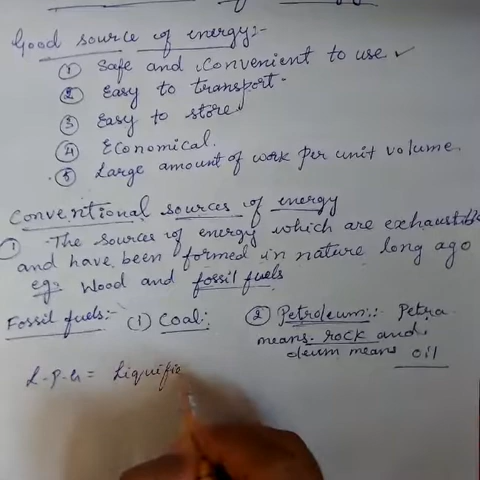 Good source of energy:-
① Safe and convenient to use ✓
② Easy to transport.
③ Easy to store
④ Economical.
⑤ Large amount of work per unit volume.
Conventional sources of energy
① The sources of energy which are exhaustible
and have been formed in nature long ago
eg:- Wood and fossil fuels
Fossil fuels:- (1) Coal:
② Petroleum:- Petra
means rock and
oleum means oil
L.P.G = Liquifie